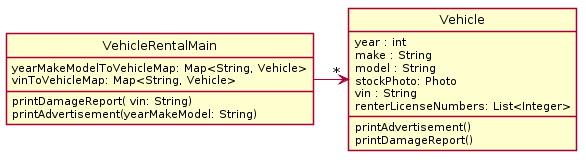 VehicleRentalMain
yearMakeModelToVehicleMap: Map<String, Vehicle>
vinToVehicleMap: Map<String, Vehicle>
printDamageReport( vin: String)
printAdvertisement(yearMakeModel: String)
*
Vehicle
year : int
make : String
model : String
stockPhoto: Photo
vin : String
renterLicenseNumbers: List<Integer>
printAdvertisement()
printDamageReport()